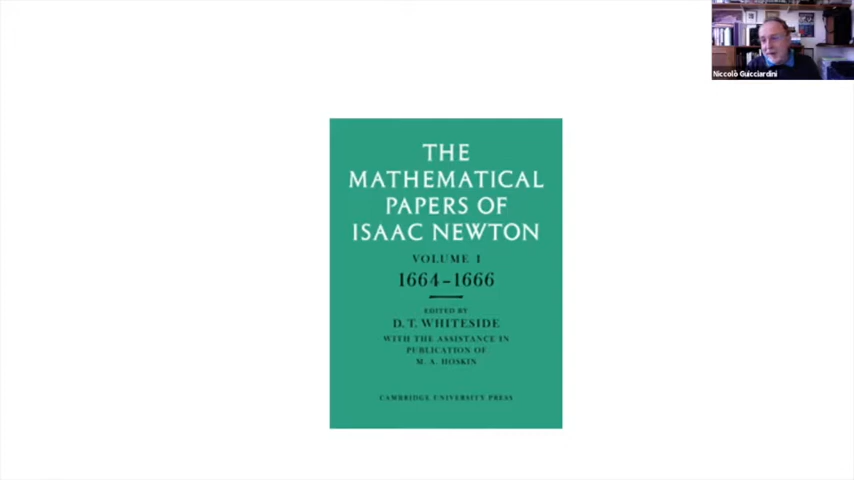 THE
MATHEMATICAL
PAPERS OF
ISAAC NEWTON
VOLUME I
1664–1666
EDITED BY
D. T. WHITESIDE
WITH THE ASSISTANCE IN
PUBLICATION OF
M. A. HOSKIN
CAMBRIDGE UNIVERSITY PRESS
Niccolò Guicciardini